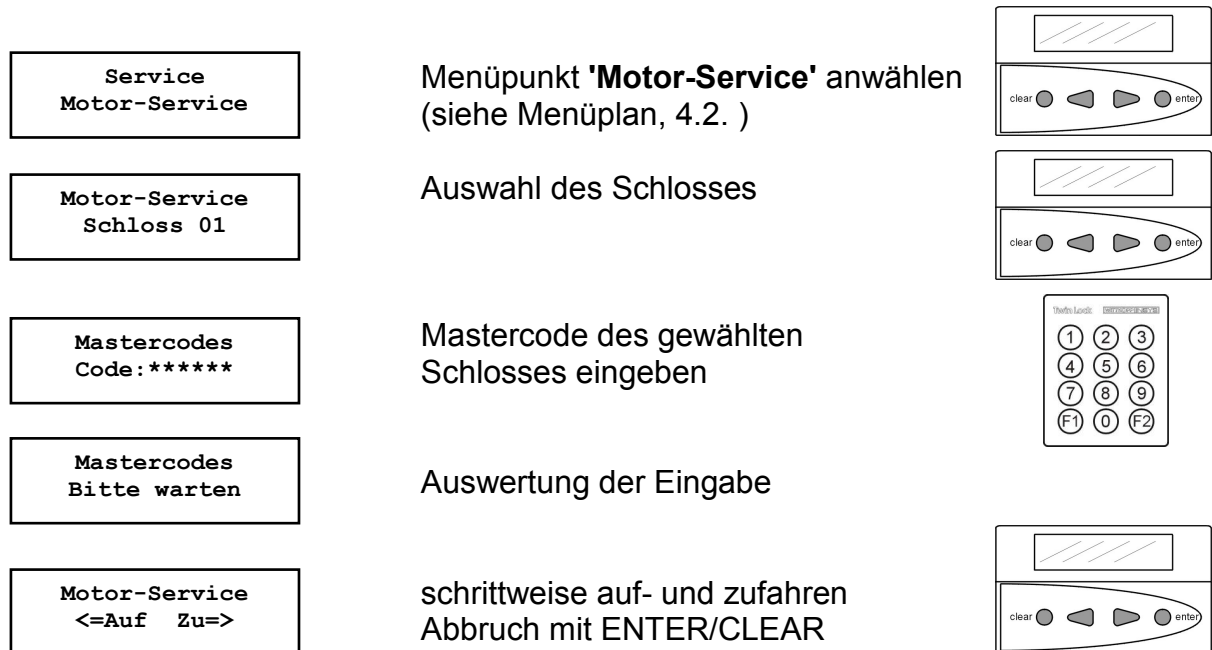 Service
Motor-Service
Menüpunkt 'Motor-Service' anwählen
(siehe Menüplan, 4.2. )
clear enter
Motor-Service
Schloss 01
Auswahl des Schlosses
clear enter
Mastercodes
Code:******
Mastercode des gewählten
Schlosses eingeben
Twin Lock
1 2 3
4 5 6
7 8 9
F1 0 F2
Mastercodes
Bitte warten
Auswertung der Eingabe
Motor-Service
<=Auf Zu=>
schrittweise auf- und zufahren
Abbruch mit ENTER/CLEAR
clear enter